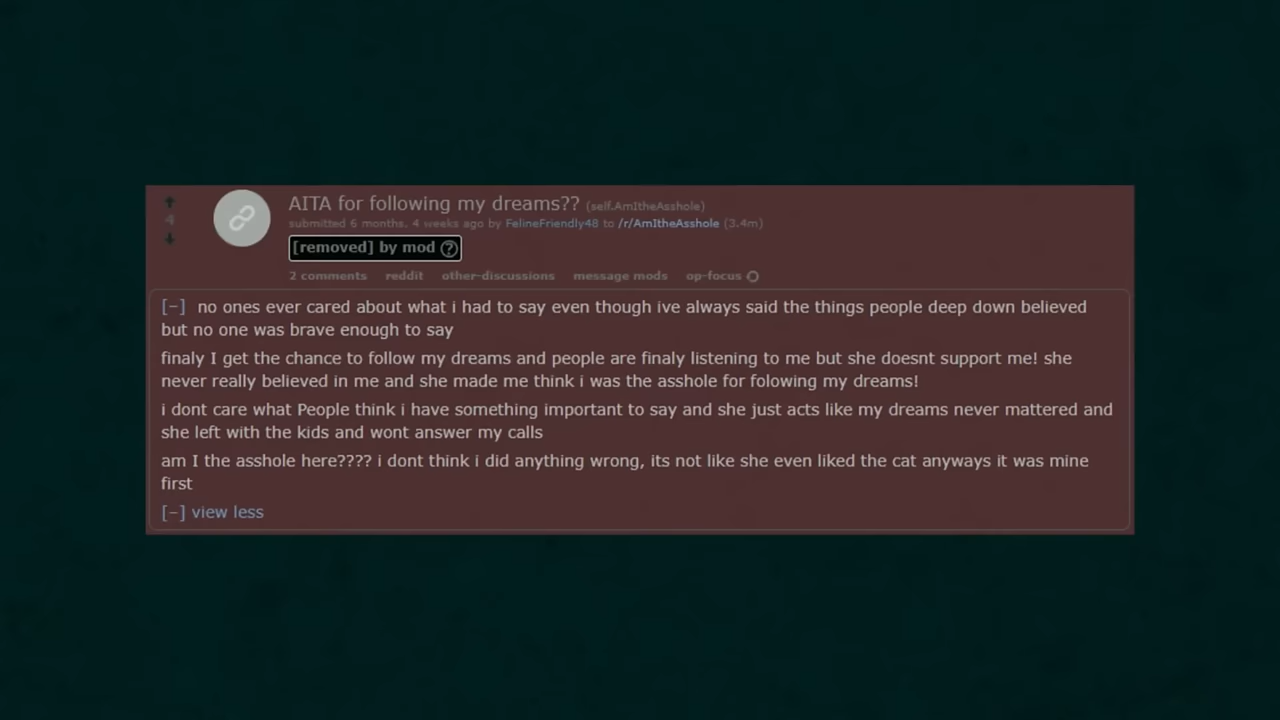 AITA for following my dreams?? (self.AmItheAsshole)
4
submitted 6 months, 4 weeks ago by FelineFriendly48 to /r/AmItheAsshole (3.4m)
[removed] by mod ?
2 comments reddit other-discussions message mods op-focus
[−] no ones ever cared about what i had to say even though ive always said the things people deep down believed
but no one was brave enough to say
finaly I get the chance to follow my dreams and people are finaly listening to me but she doesnt support me! she
never really believed in me and she made me think i was the asshole for folowing my dreams!
i dont care what People think i have something important to say and she just acts like my dreams never mattered and
she left with the kids and wont answer my calls
am I the asshole here???? i dont think i did anything wrong, its not like she even liked the cat anyways it was mine
first
[−] view less